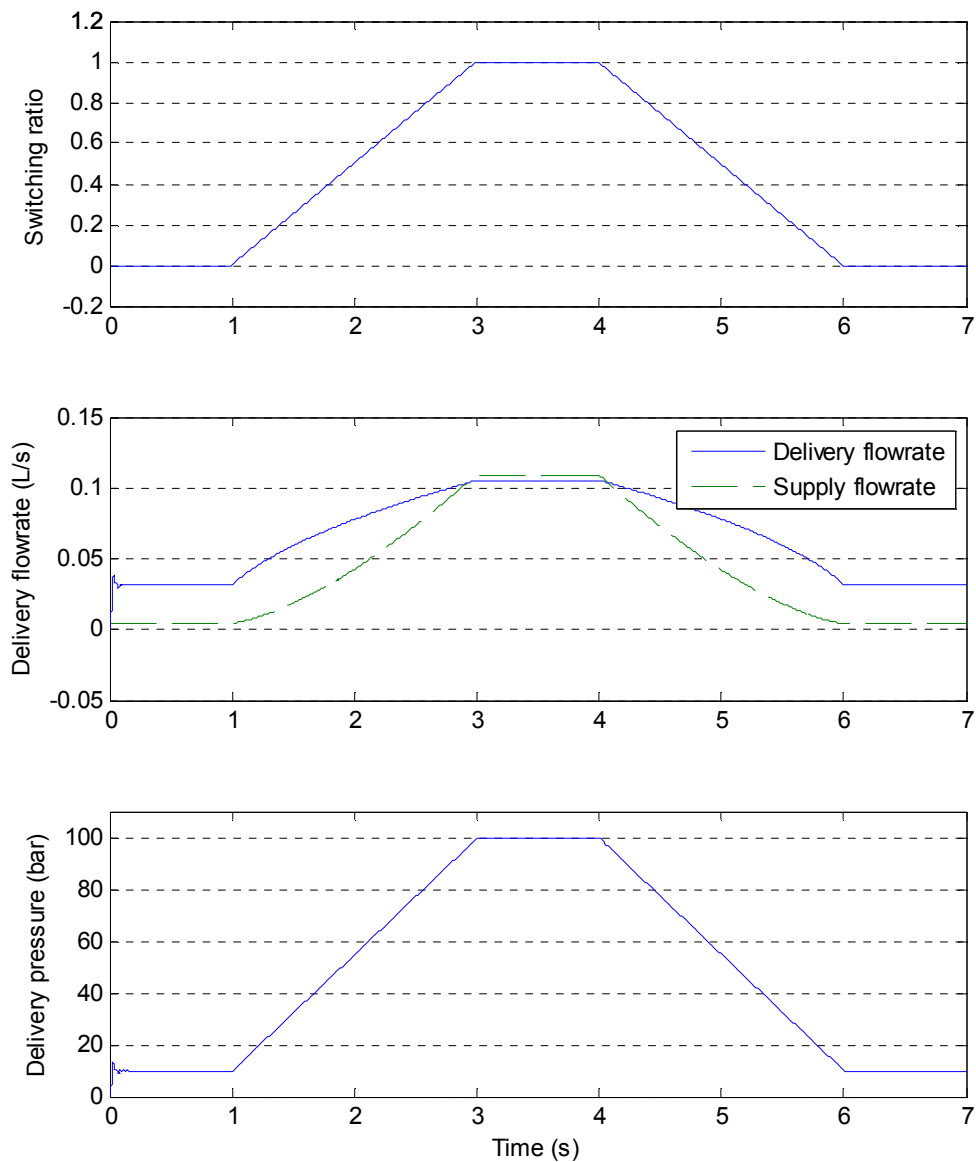 1.2
1
0.8
0.6
0.4
0.2
0
-0.2
Switching ratio
0 1 2 3 4 5 6 7
0.15
0.1
0.05
0
-0.05
Delivery flowrate (L/s)
Delivery flowrate
Supply flowrate
0 1 2 3 4 5 6 7
100
80
60
40
20
0
Delivery pressure (bar)
0 1 2 3 4 5 6 7
Time (s)